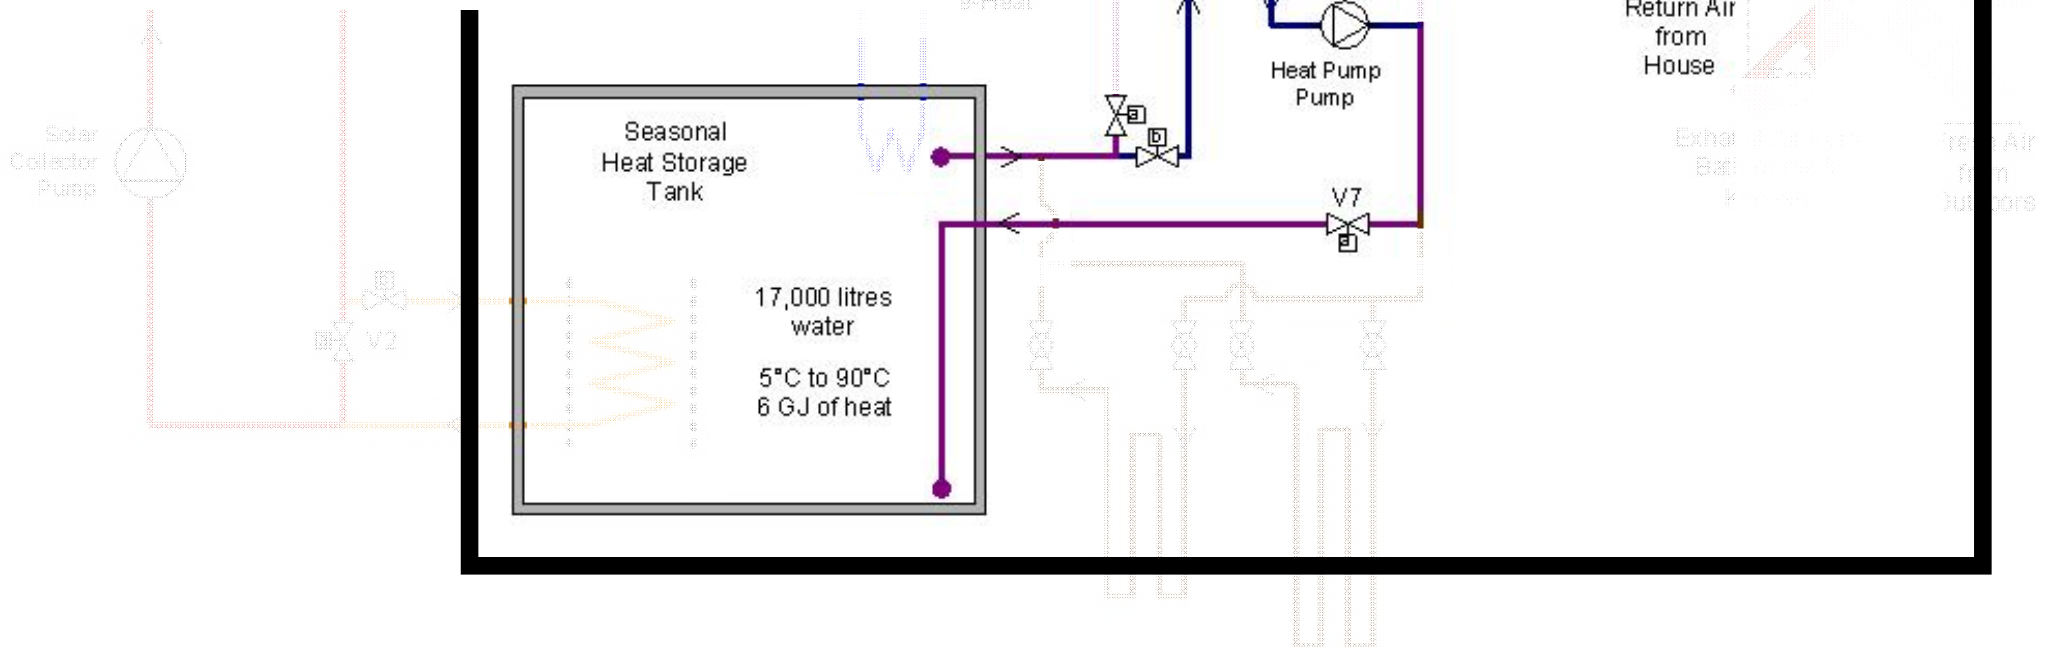 Return Air
from
House
Heat Pump
Pump
a
b
Seasonal
Heat Storage
Tank
Solar
Collector
Pump
V7
a
17,000 litres
water
V2
5°C to 90°C
6 GJ of heat
from